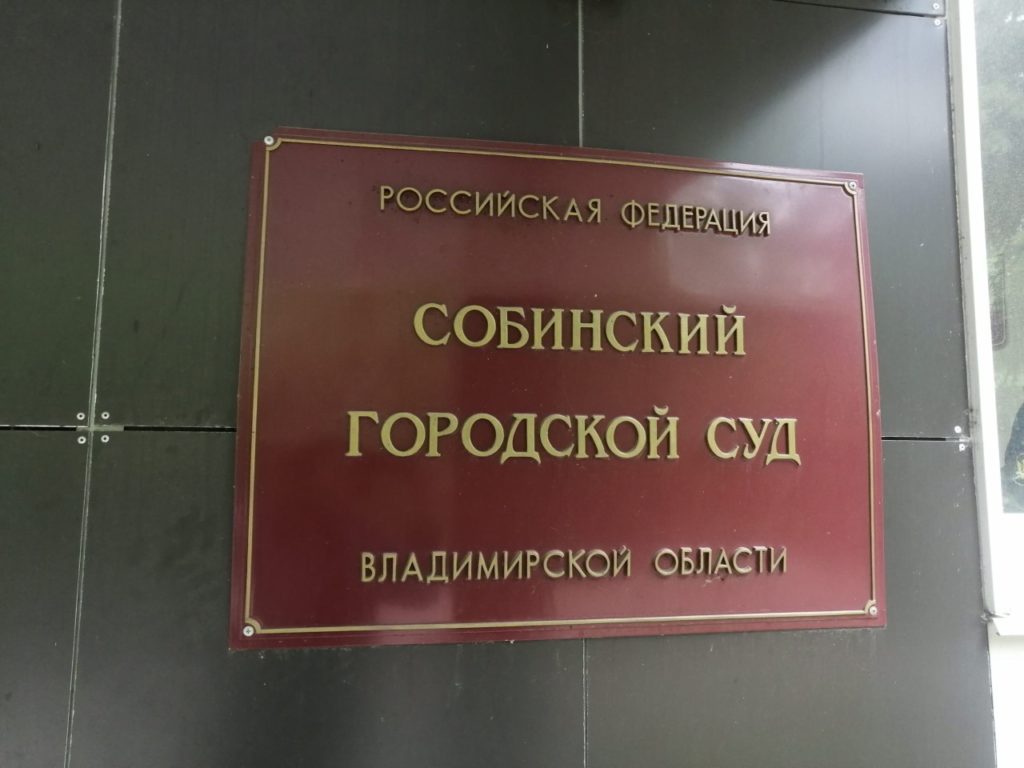 РОССИЙСКАЯ ФЕДЕРАЦИЯ
СОБИНСКИЙ
ГОРОДСКОЙ СУД
ВЛАДИМИРСКОЙ ОБЛАСТИ